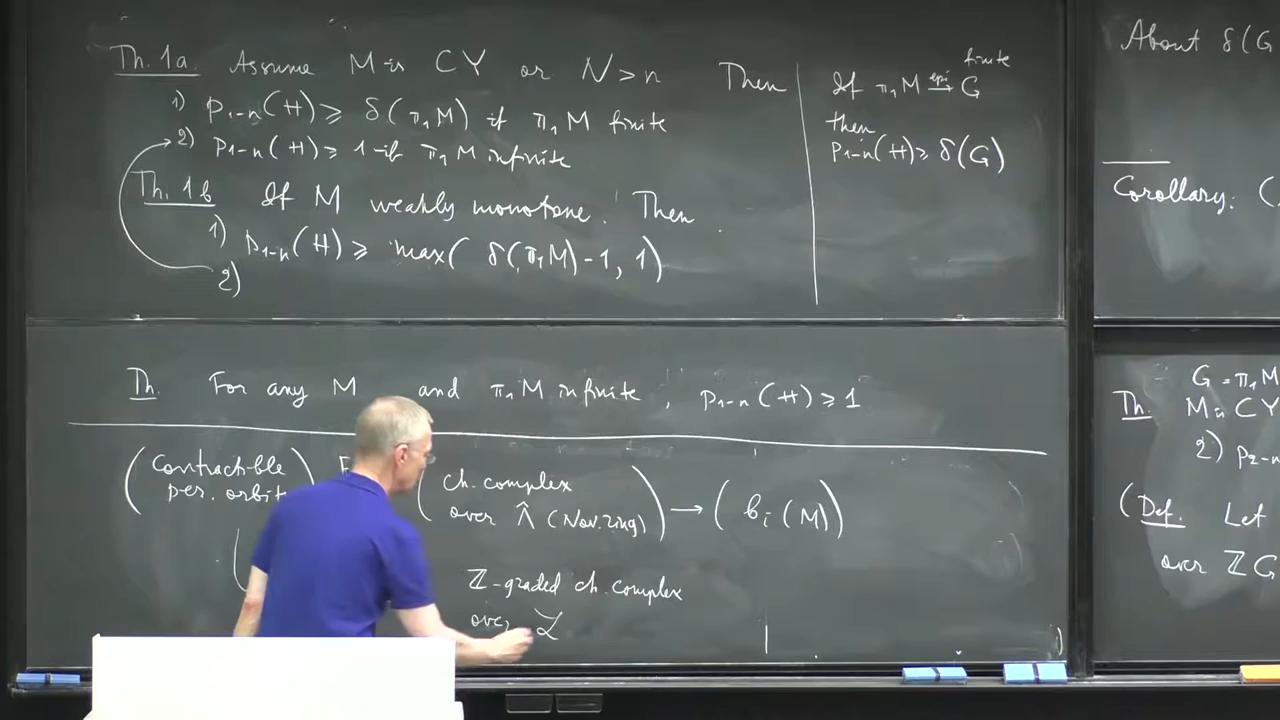 Th. 1a. Assume M is CY or N > n Then
1) p₁₋ₙ(H) ≥ δ(π₁M) if π₁M finite
2) p₁₋ₙ(H) ≥ 1 if π₁M infinite
Th. 1b If M weakly monotone. Then
1) p₁₋ₙ(H) ≥ max( δ(π₁M) - 1, 1)
2)
finite
If π₁M epi→ G
then
p₁₋ₙ(H) ≥ δ(G)
Th. For any M and π₁M infinite, p₁₋ₙ(H) ≥ 1
(Contractible per. orbits
(ch. complex over Λ̂ (Nov. ring)) → (bᵢ(M))
ℤ-graded ch. complex
over
About δ(G
Corollary:
G = π₁M
Th. M is CY
2) p₂₋ₙ
(Def. Let
over ℤG